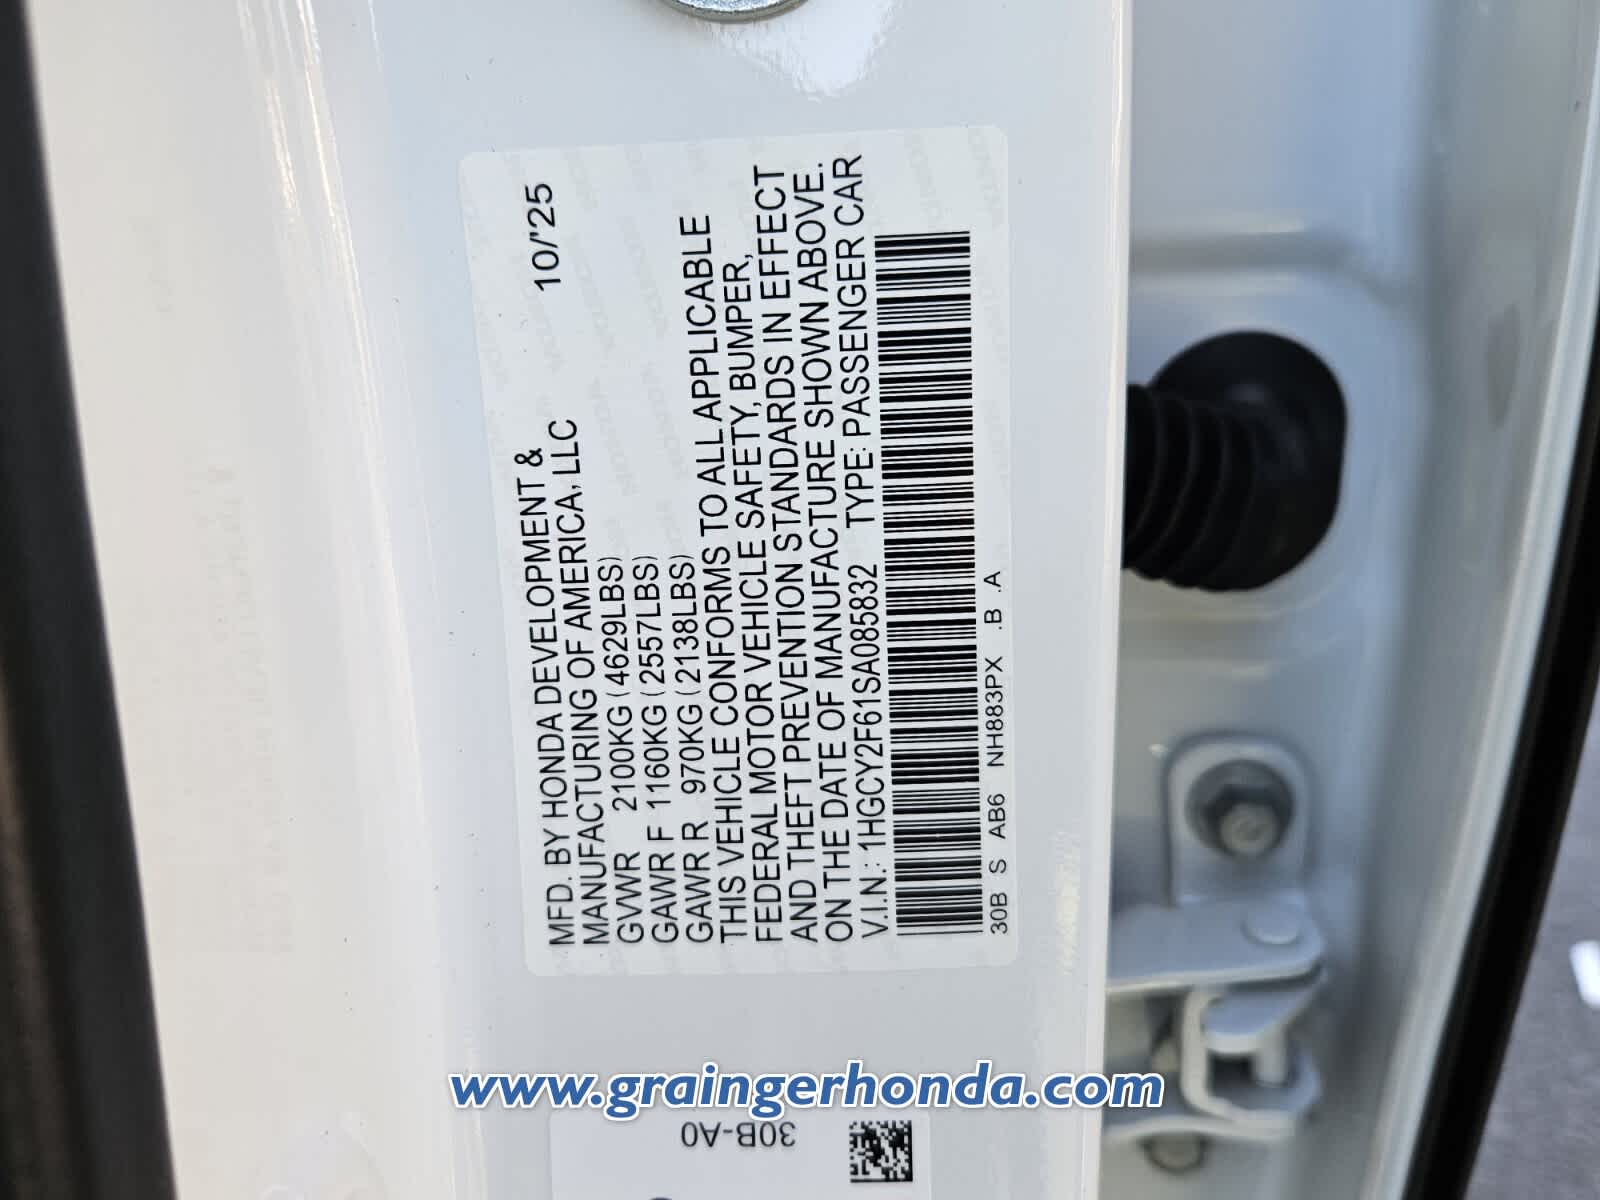 MFD. BY HONDA DEVELOPMENT & 10/'25
MANUFACTURING OF AMERICA, LLC
GVWR 2100KG (4629LBS)
GAWR F 1160KG (2557LBS)
GAWR R 970KG (2138LBS)
THIS VEHICLE CONFORMS TO ALL APPLICABLE
FEDERAL MOTOR VEHICLE SAFETY, BUMPER,
AND THEFT PREVENTION STANDARDS IN EFFECT
ON THE DATE OF MANUFACTURE SHOWN ABOVE.
V.I.N.: 1HGCY2F61SA085832 TYPE: PASSENGER CAR
30B S AB6 NH883PX .B .A
www.graingerhonda.com
30B-A0